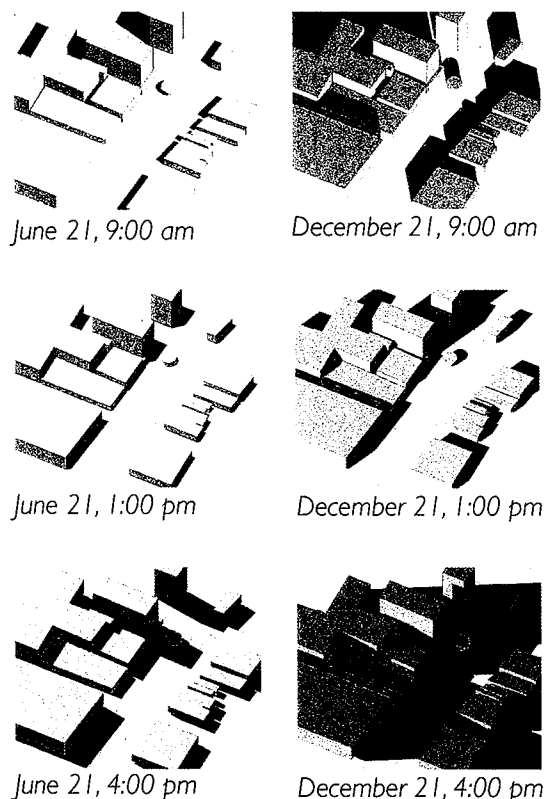 June 21, 9:00 am
December 21, 9:00 am
June 21, 1:00 pm
December 21, 1:00 pm
June 21, 4:00 pm
December 21, 4:00 pm